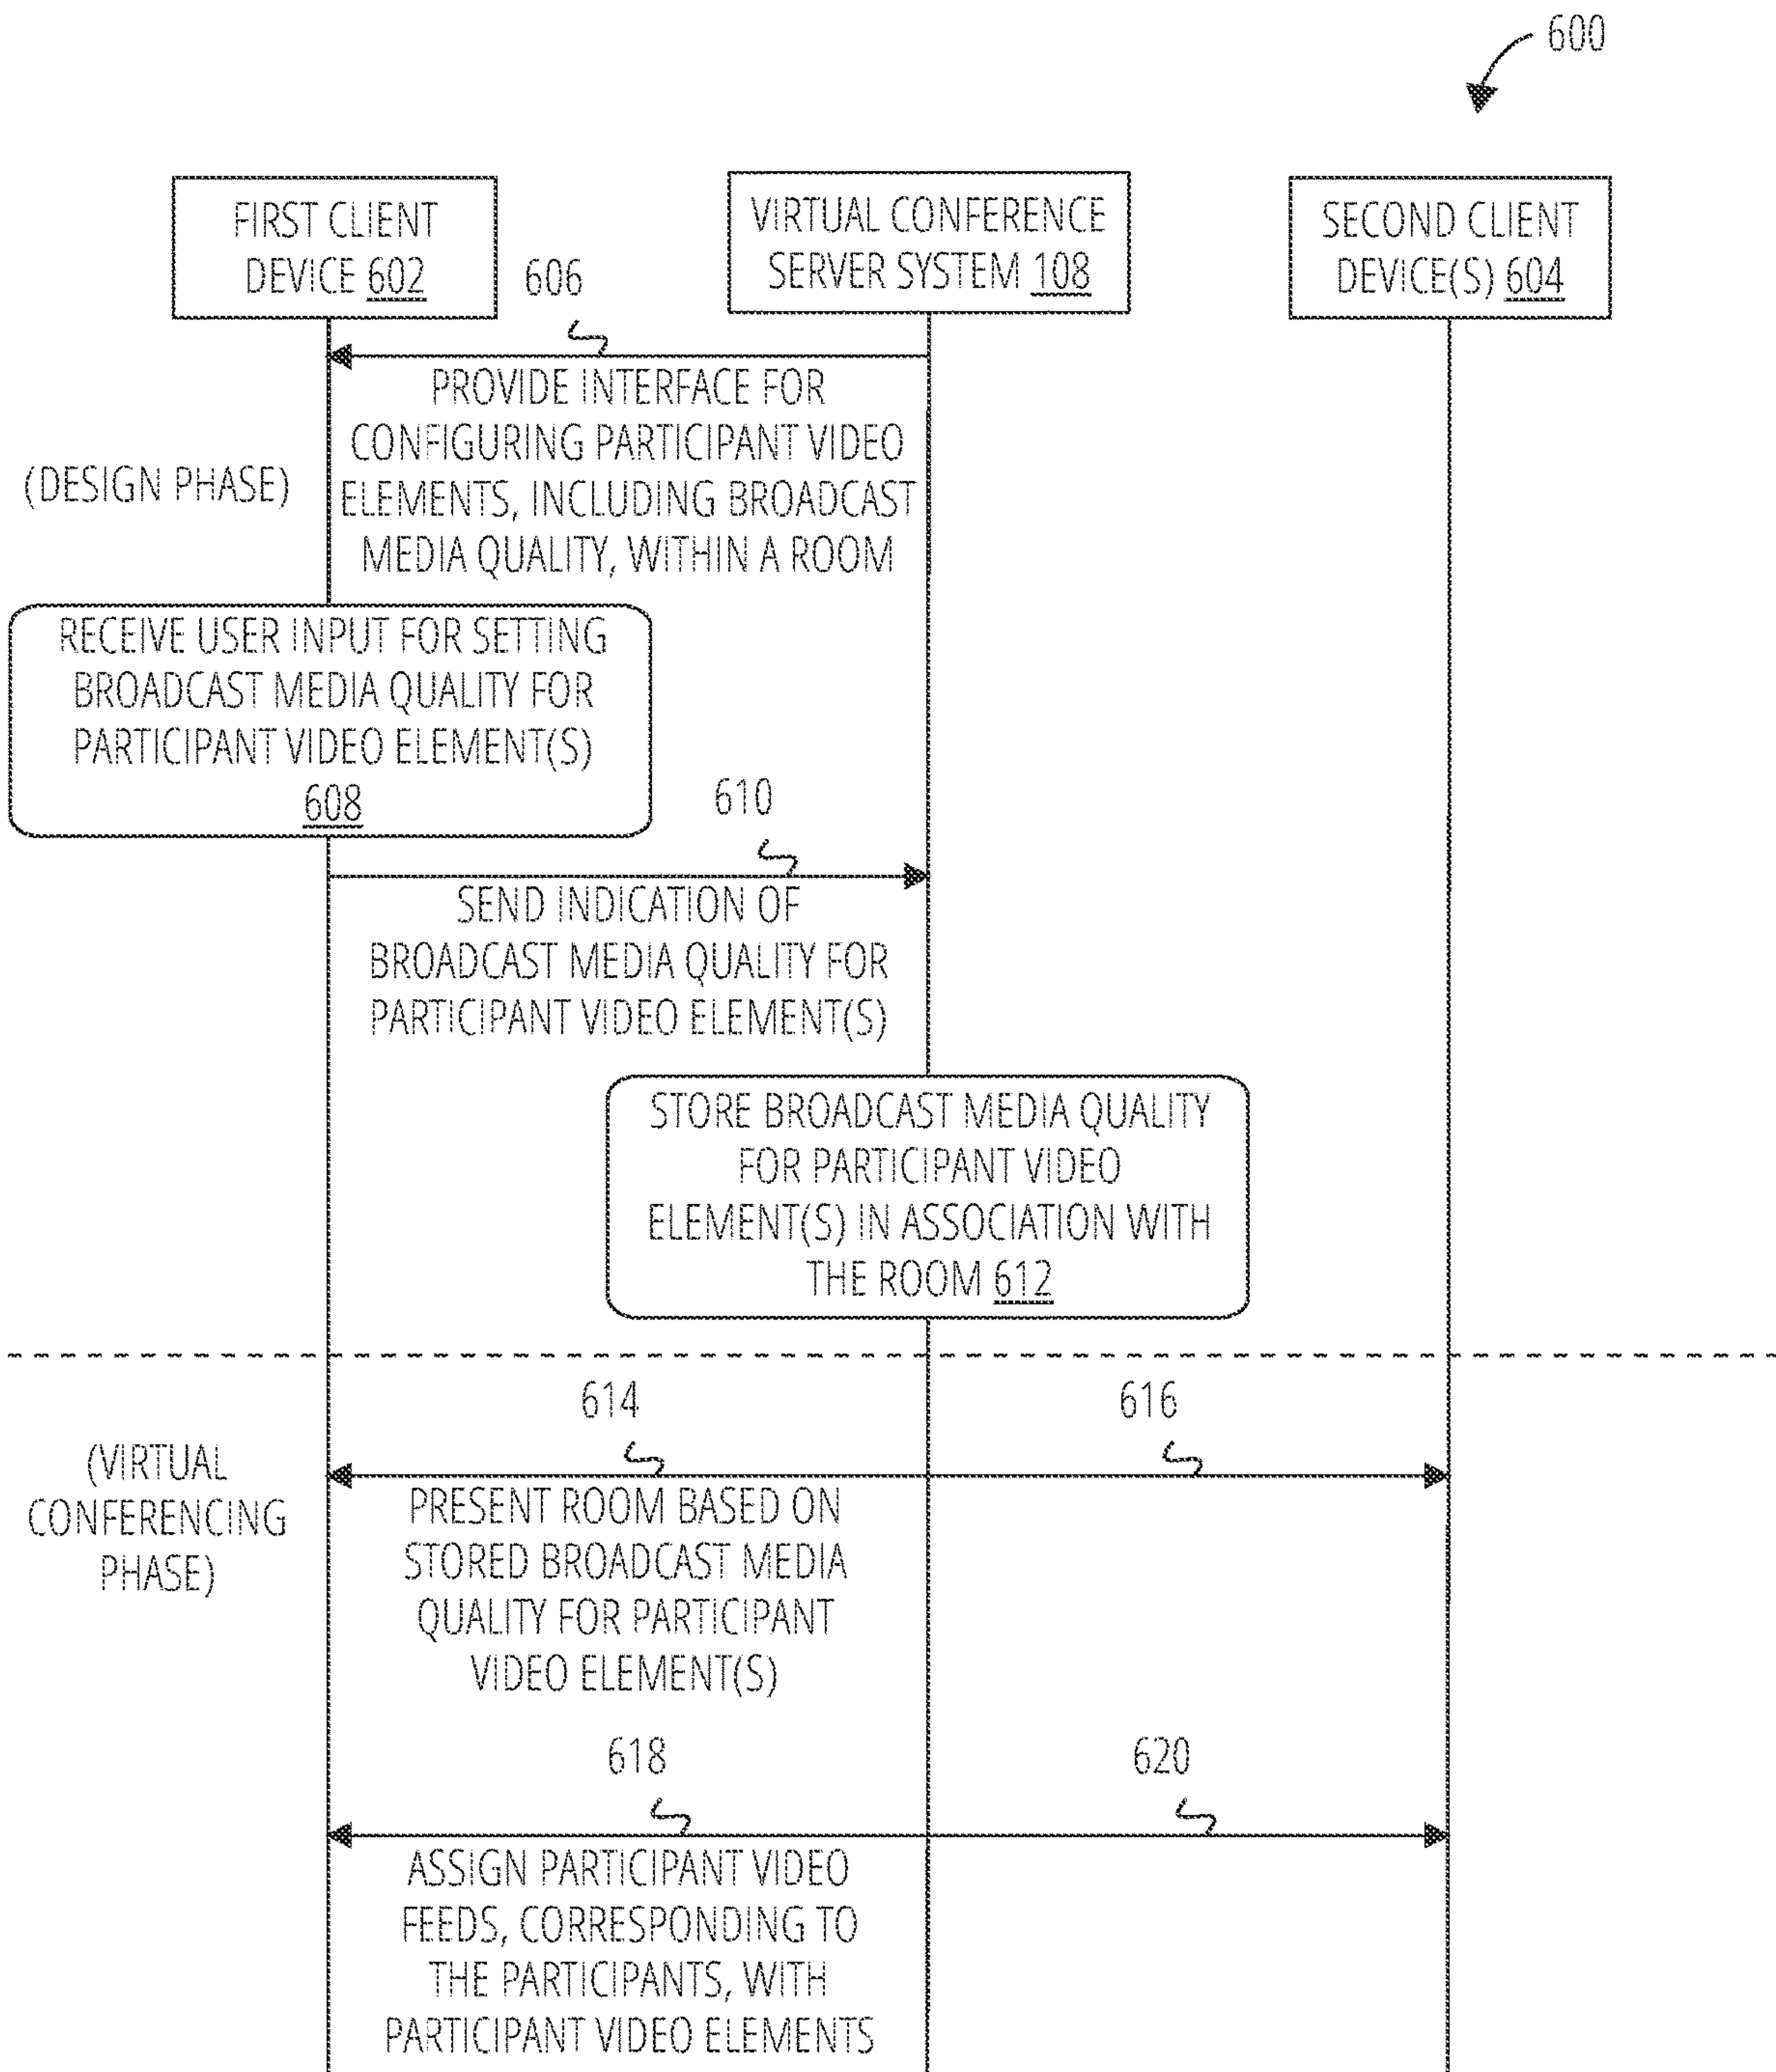 600
FIRST CLIENT
DEVICE 602
VIRTUAL CONFERENCE
SERVER SYSTEM 108
SECOND CLIENT
DEVICE(S) 604
606
PROVIDE INTERFACE FOR
CONFIGURING PARTICIPANT VIDEO
ELEMENTS, INCLUDING BROADCAST
MEDIA QUALITY, WITHIN A ROOM
(DESIGN PHASE)
RECEIVE USER INPUT FOR SETTING
BROADCAST MEDIA QUALITY FOR
PARTICIPANT VIDEO ELEMENT(S)
608
610
SEND INDICATION OF
BROADCAST MEDIA QUALITY FOR
PARTICIPANT VIDEO ELEMENT(S)
STORE BROADCAST MEDIA QUALITY
FOR PARTICIPANT VIDEO
ELEMENT(S) IN ASSOCIATION WITH
THE ROOM 612
614
616
(VIRTUAL
CONFERENCING
PHASE)
PRESENT ROOM BASED ON
STORED BROADCAST MEDIA
QUALITY FOR PARTICIPANT
VIDEO ELEMENT(S)
618
620
ASSIGN PARTICIPANT VIDEO
FEEDS, CORRESPONDING TO
THE PARTICIPANTS, WITH
PARTICIPANT VIDEO ELEMENTS